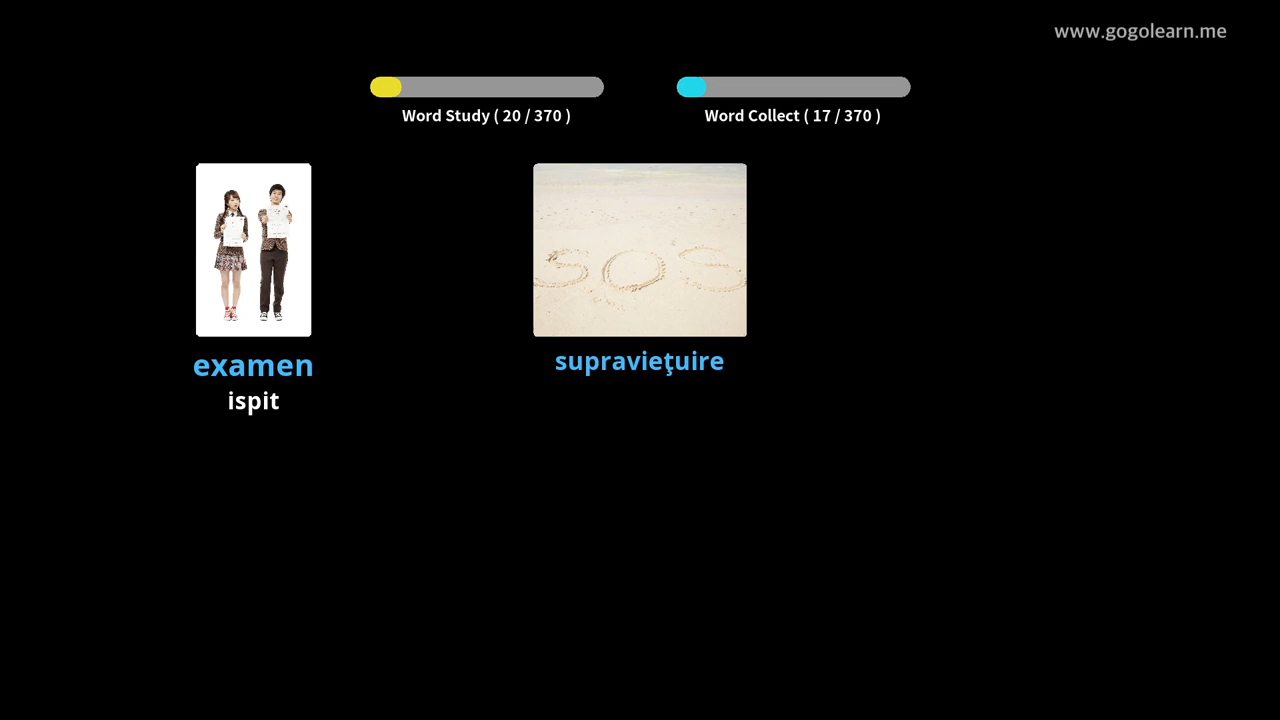 www.gogolearn.me
Word Study ( 20 / 370 )
Word Collect ( 17 / 370 )
SOS
examen
ispit
supravieţuire